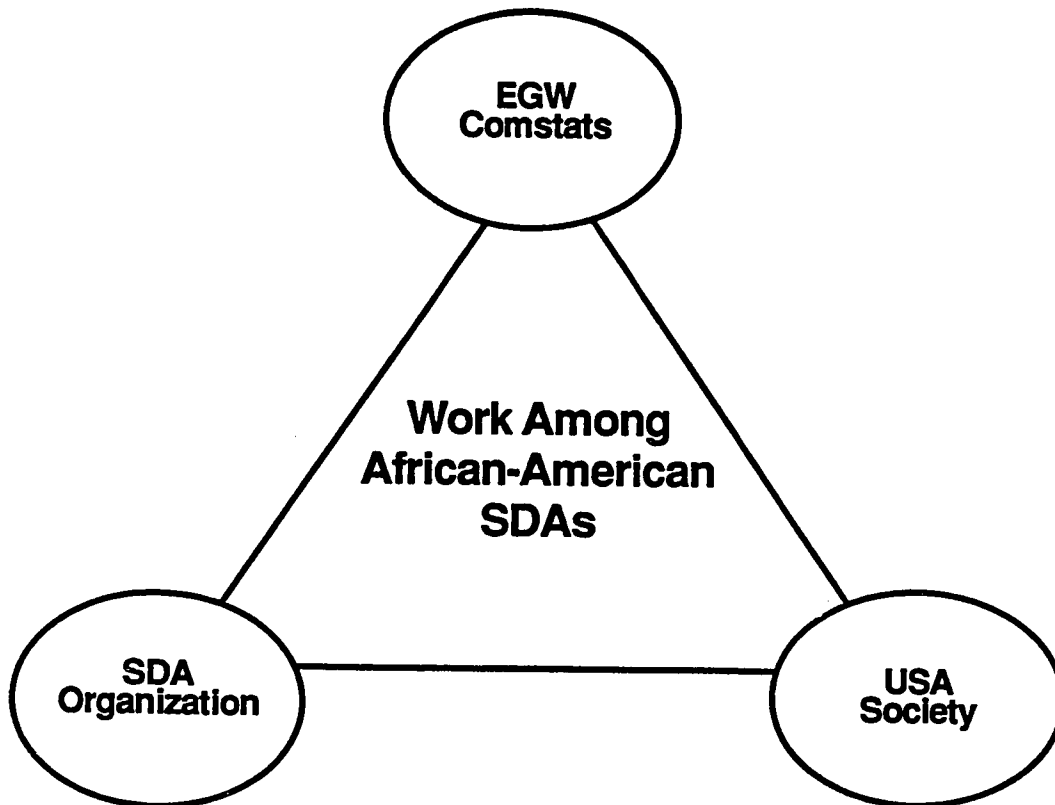 EGW
Comstats
Work Among
African-American
SDAs
SDA
Organization
USA
Society